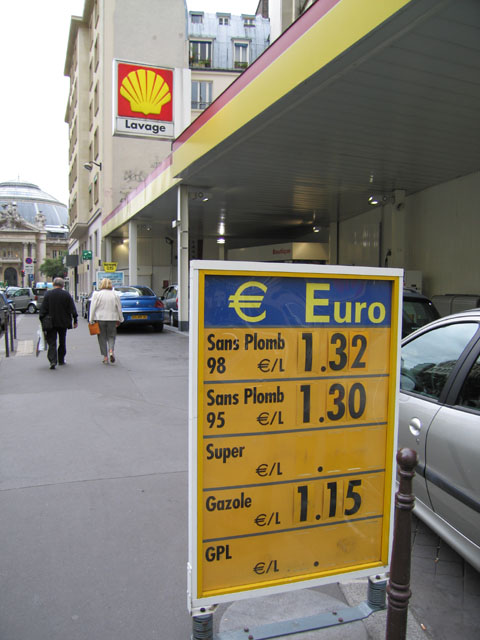 Lavage
€ Euro
Sans Plomb
98 €/L 1.32
Sans Plomb
95 €/L 1.30
Super
€/L .
Gazole
€/L 1.15
GPL
€/L .